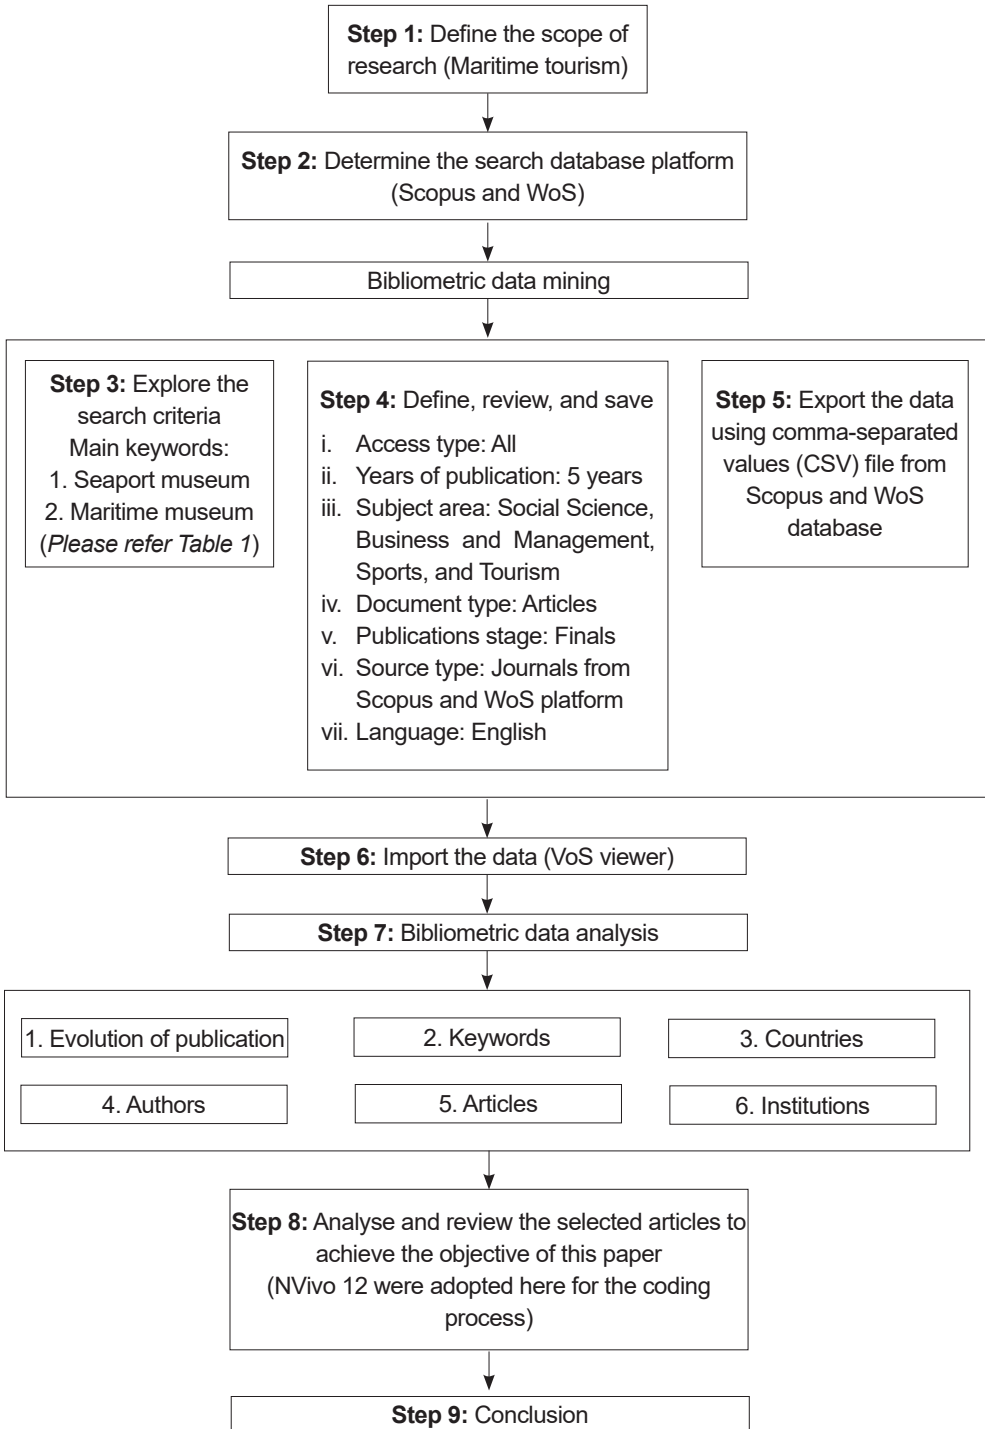 Step 1: Define the scope of
research (Maritime tourism)
Step 2: Determine the search database platform
(Scopus and WoS)
Bibliometric data mining
Step 3: Explore the
search criteria
Main keywords:
1. Seaport museum
2. Maritime museum
(Please refer Table 1)
Step 4: Define, review, and save
i. Access type: All
ii. Years of publication: 5 years
iii. Subject area: Social Science,
Business and Management,
Sports, and Tourism
iv. Document type: Articles
v. Publications stage: Finals
vi. Source type: Journals from
Scopus and WoS platform
vii. Language: English
Step 5: Export the data
using comma-separated
values (CSV) file from
Scopus and WoS
database
Step 6: Import the data (VoS viewer)
Step 7: Bibliometric data analysis
1. Evolution of publication
2. Keywords
3. Countries
4. Authors
5. Articles
6. Institutions
Step 8: Analyse and review the selected articles to
achieve the objective of this paper
(NVivo 12 were adopted here for the coding
process)
Step 9: Conclusion